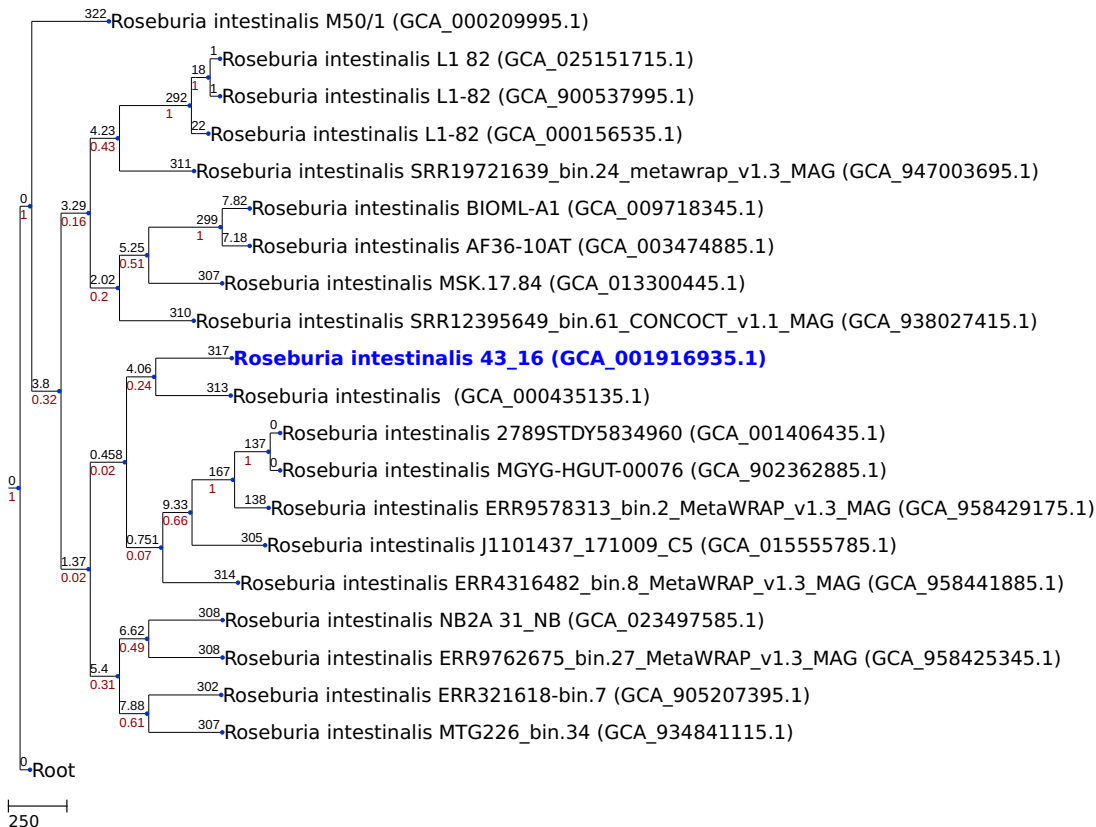 322 Roseburia intestinalis M50/1 (GCA_000209995.1)
1 Roseburia intestinalis L1 82 (GCA_025151715.1)
18
1
1 Roseburia intestinalis L1-82 (GCA_900537995.1)
292
1
22 Roseburia intestinalis L1-82 (GCA_000156535.1)
4.23
0.43
311 Roseburia intestinalis SRR19721639_bin.24_metawrap_v1.3_MAG (GCA_947003695.1)
0
1
3.29
0.16
7.82 Roseburia intestinalis BIOML-A1 (GCA_009718345.1)
299
1
7.18 Roseburia intestinalis AF36-10AT (GCA_003474885.1)
5.25
0.51
307 Roseburia intestinalis MSK.17.84 (GCA_013300445.1)
2.02
0.2
310 Roseburia intestinalis SRR12395649_bin.61_CONCOCT_v1.1_MAG (GCA_938027415.1)
317 Roseburia intestinalis 43_16 (GCA_001916935.1)
4.06
0.24
3.8
0.32
313 Roseburia intestinalis (GCA_000435135.1)
0 Roseburia intestinalis 2789STDY5834960 (GCA_001406435.1)
137
1
0.458
0.02
0 Roseburia intestinalis MGYG-HGUT-00076 (GCA_902362885.1)
167
1
0
1
138 Roseburia intestinalis ERR9578313_bin.2_MetaWRAP_v1.3_MAG (GCA_958429175.1)
9.33
0.66
305 Roseburia intestinalis J1101437_171009_C5 (GCA_015555785.1)
0.751
0.07
1.37
0.02
314 Roseburia intestinalis ERR4316482_bin.8_MetaWRAP_v1.3_MAG (GCA_958441885.1)
308 Roseburia intestinalis NB2A 31_NB (GCA_023497585.1)
6.62
0.49
308 Roseburia intestinalis ERR9762675_bin.27_MetaWRAP_v1.3_MAG (GCA_958425345.1)
5.4
0.31
302 Roseburia intestinalis ERR321618-bin.7 (GCA_905207395.1)
7.88
0.61
307 Roseburia intestinalis MTG226_bin.34 (GCA_934841115.1)
0 Root
250